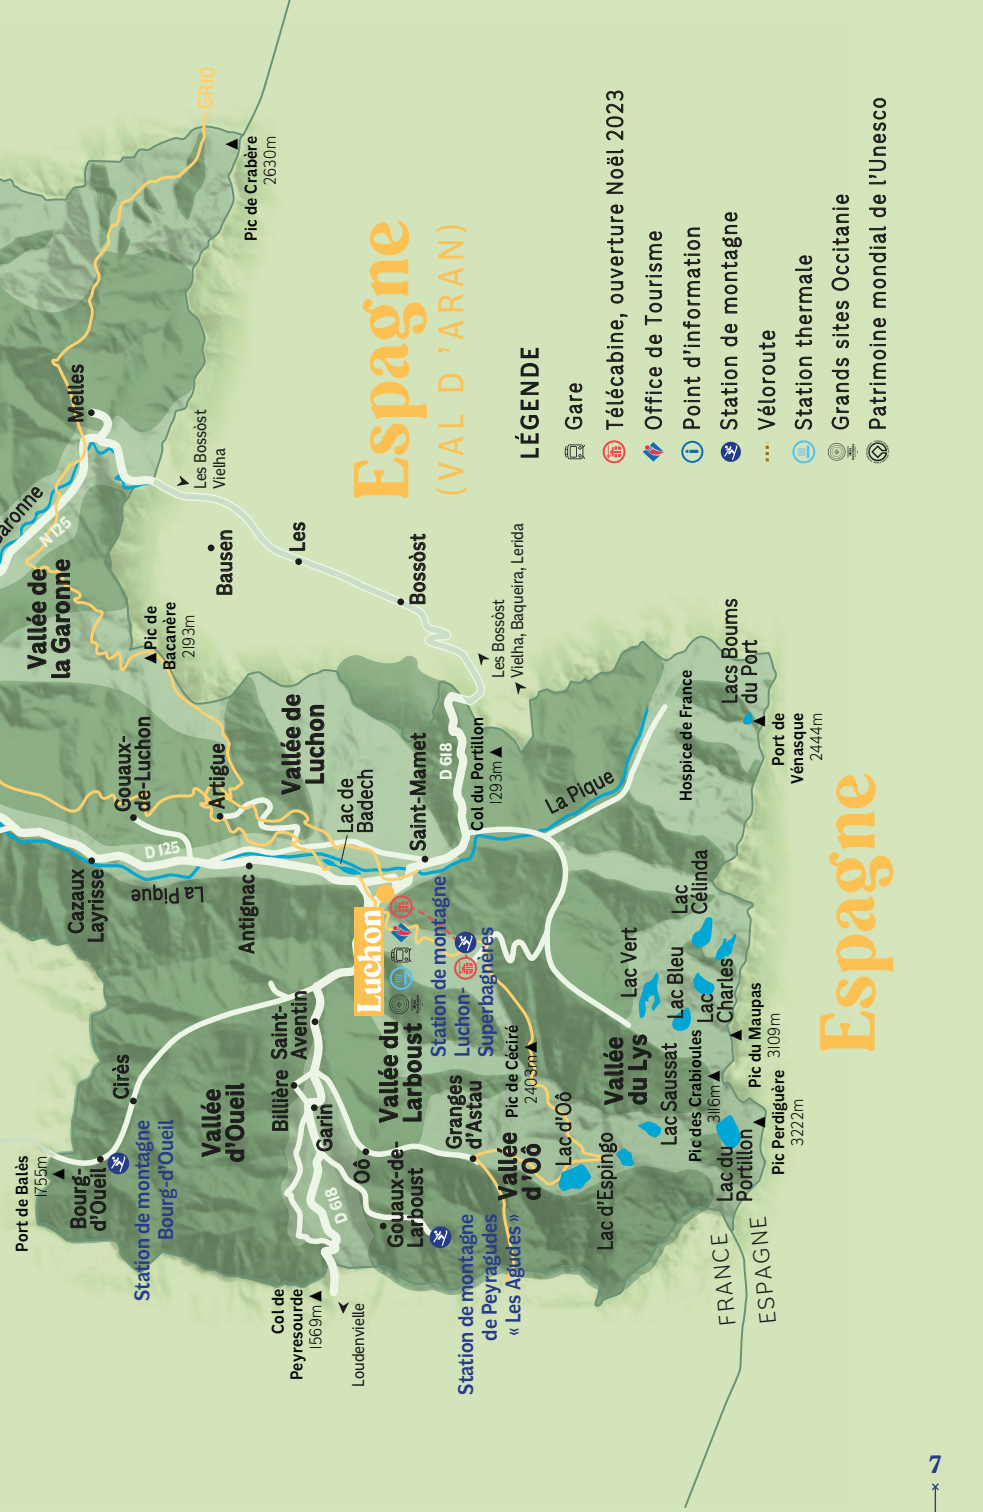 Port de Balès
1755m
Bourg-
d'Oueil
Station de montagne
Bourg-d'Oueil
Cirès
Vallée
d'Oueil
Cazaux
Layrisse
La Pique
D 125
Gouaux-
de-Luchon
Antignac
Artigue
Vallée de
la Garonne
N 125
Melles
GR10
Pic de Crabère
2630m
Les Bossòst
Vielha
Pic de
Bacanère
2193m
Bausen
Les
Bossòst
Espagne
(VAL D'ARAN)
Vallée de
Luchon
Lac de
Badech
Saint-Mamet
D 618
Col du Portillon
1293m
Les Bossòst
Vielha, Baqueira, Lerida
Col de
Peyresourde
1569m
Loudenvielle
D 618
Billière
Saint-
Aventin
Garin
Luchon
Oô
Vallée du
Larboust
Gouaux-de-
Larboust
Station de montagne
de Peyragudes
« Les Agudes »
Granges
d'Astau
Station de montagne
Luchon-
Superbagnères
Pic de Céciré
2403m
Vallée
d'Oô
Lac d'Oô
Lac d'Espingo
Vallée
du Lys
Lac Vert
Lac Bleu
Lac
Célinda
Lac
Charles
Lac Saussat
Pic des Crabioules
3116m
Lac du
Portillon
Pic du Maupas
3109m
Pic Perdiguère
3222m
La Pique
Hospice de France
Lacs Boums
du Port
Port de
Vénasque
2444m
FRANCE
ESPAGNE
Espagne
LÉGENDE
Gare
Télécabine, ouverture Noël 2023
Office de Tourisme
Point d'information
Station de montagne
Véloroute
Station thermale
Grands sites Occitanie
Patrimoine mondial de l'Unesco
7